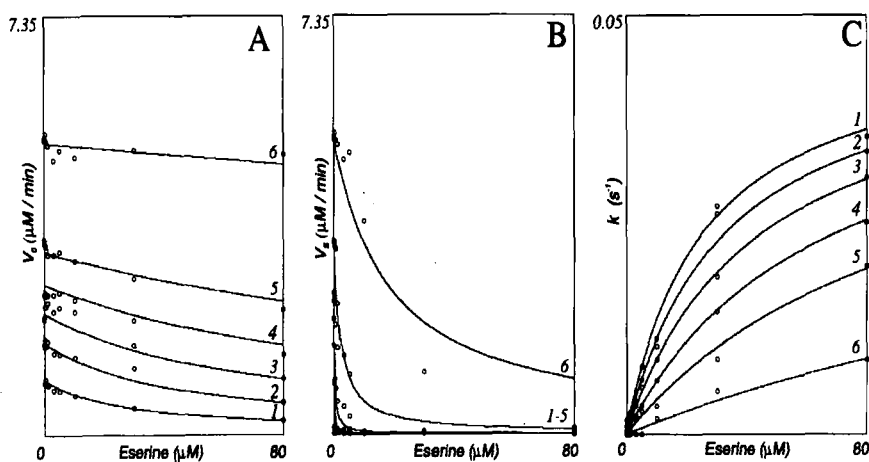 7.35
A
6
5
4
3
2
1
V₀ (μM / min)
0
Eserine (μM)
80
7.35
B
6
1-5
Vₛ (μM / min)
0
Eserine (μM)
80
0.05
C
1
2
3
4
5
6
k (s⁻¹)
0
Eserine (μM)
80